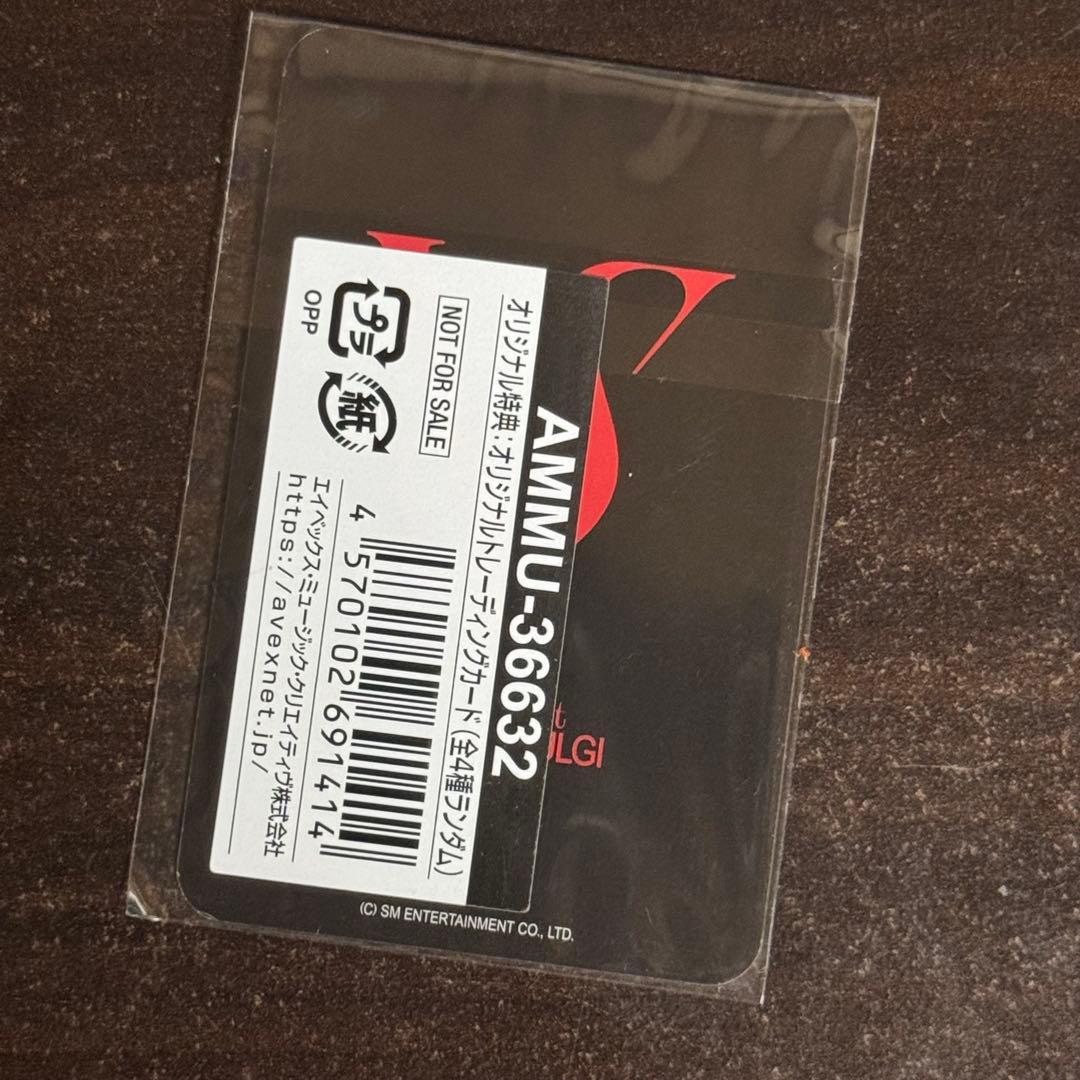 AMMU-36632
オリジナル特典：オリジナルトレーディングカード（全4種ランダム）
NOT FOR SALE
4 570102 691414
プラ
OPP
紙
エイベックス・ミュージック・クリエイティヴ株式会社
https://avexnet.jp/
(C) SM ENTERTAINMENT CO., LTD.